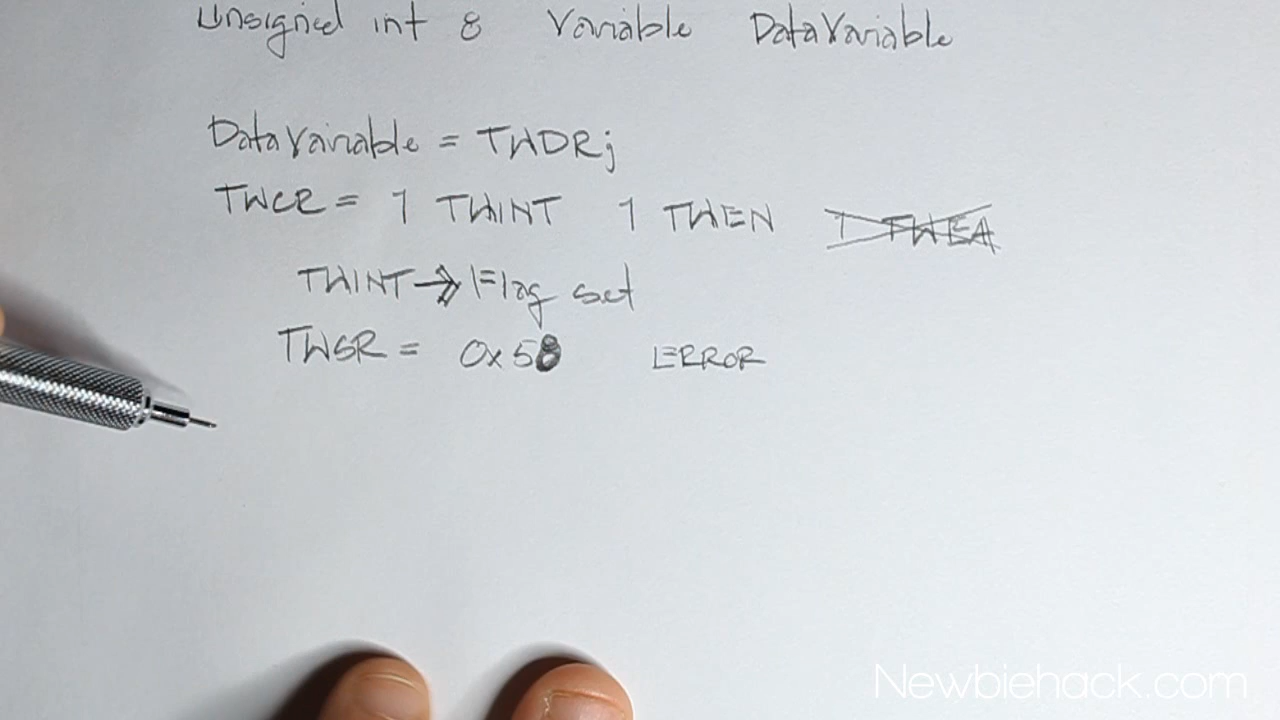 Unsigned int 8 Variable DataVariable
DataVariable = TWDR;
TWCR = 1 TWINT 1 TWEN 1 TWEA
TWINT → Flag set
TWSR = 0x58 ERROR
Newbiehack.com